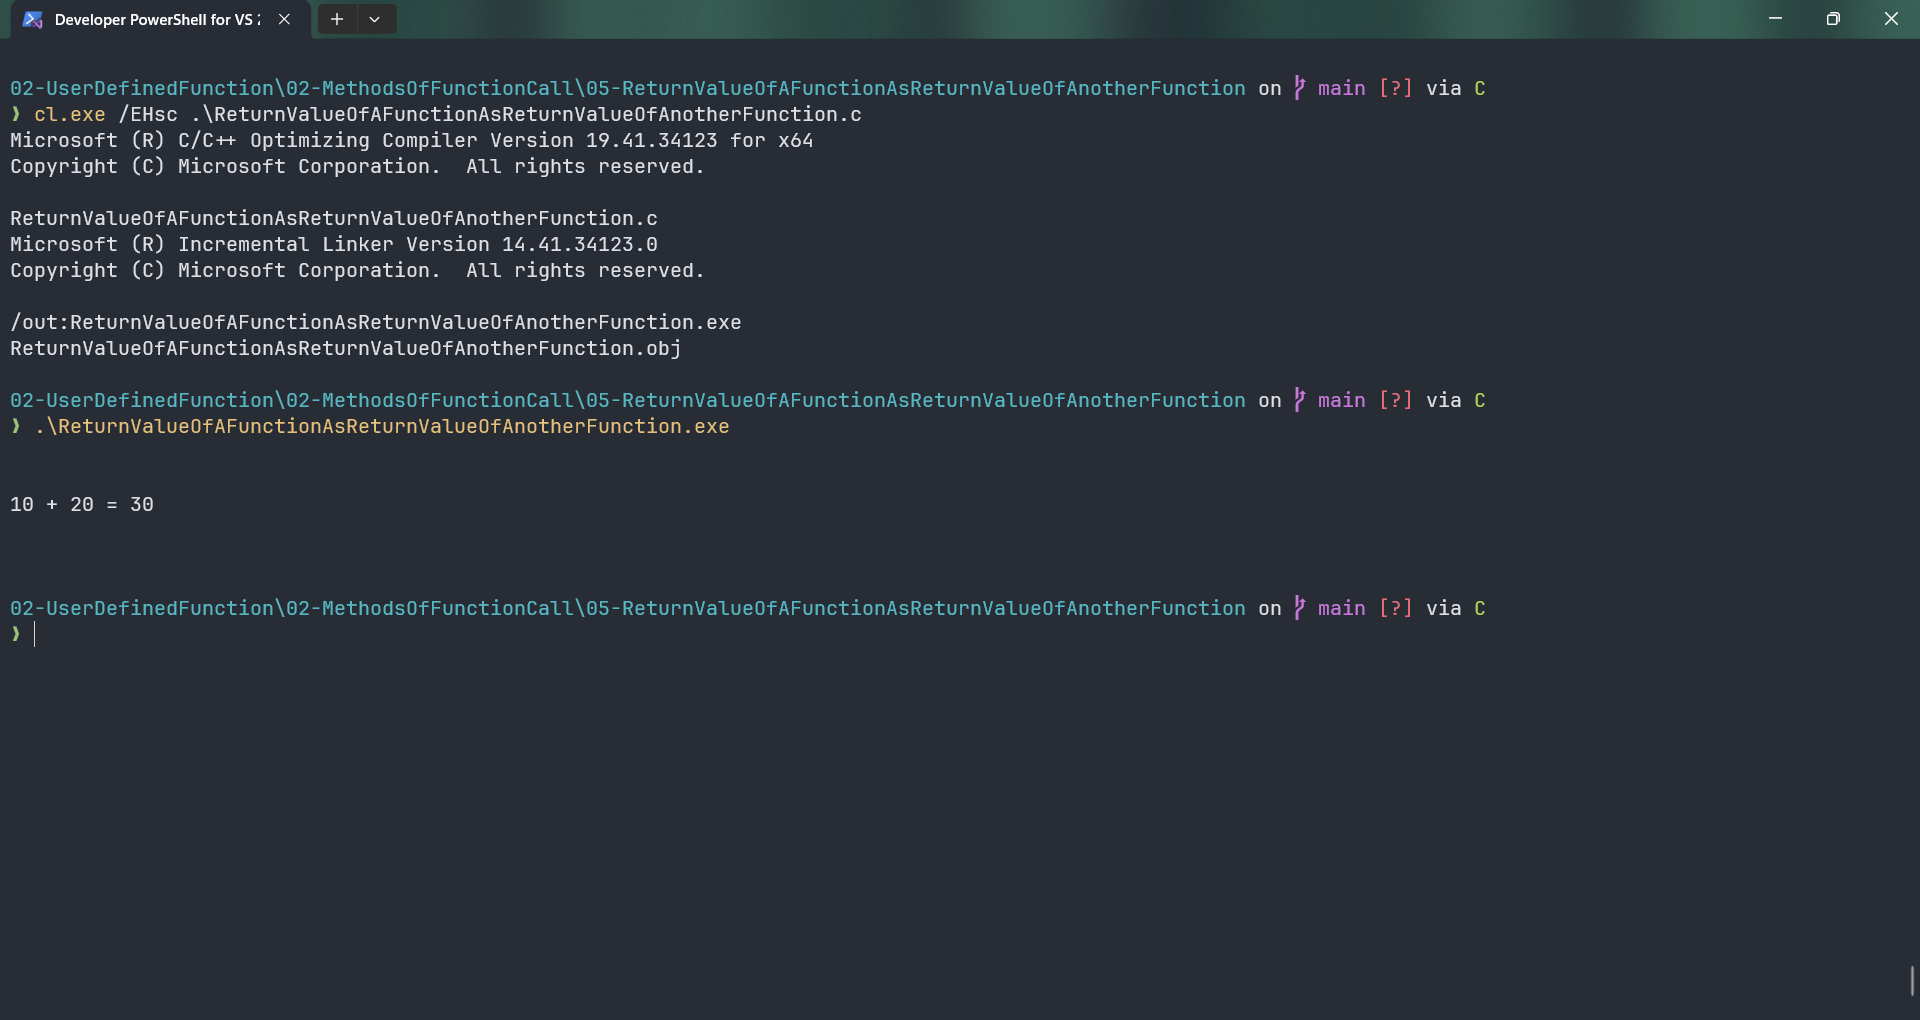 Developer PowerShell for VS
02-UserDefinedFunction\02-MethodsOfFunctionCall\05-ReturnValueOfAFunctionAsReturnValueOfAnotherFunction on main [?] via C
❯ cl.exe /EHsc .\ReturnValueOfAFunctionAsReturnValueOfAnotherFunction.c
Microsoft (R) C/C++ Optimizing Compiler Version 19.41.34123 for x64
Copyright (C) Microsoft Corporation.  All rights reserved.
ReturnValueOfAFunctionAsReturnValueOfAnotherFunction.c
Microsoft (R) Incremental Linker Version 14.41.34123.0
Copyright (C) Microsoft Corporation.  All rights reserved.
/out:ReturnValueOfAFunctionAsReturnValueOfAnotherFunction.exe
ReturnValueOfAFunctionAsReturnValueOfAnotherFunction.obj
02-UserDefinedFunction\02-MethodsOfFunctionCall\05-ReturnValueOfAFunctionAsReturnValueOfAnotherFunction on main [?] via C
❯ .\ReturnValueOfAFunctionAsReturnValueOfAnotherFunction.exe
10 + 20 = 30
02-UserDefinedFunction\02-MethodsOfFunctionCall\05-ReturnValueOfAFunctionAsReturnValueOfAnotherFunction on main [?] via C
❯